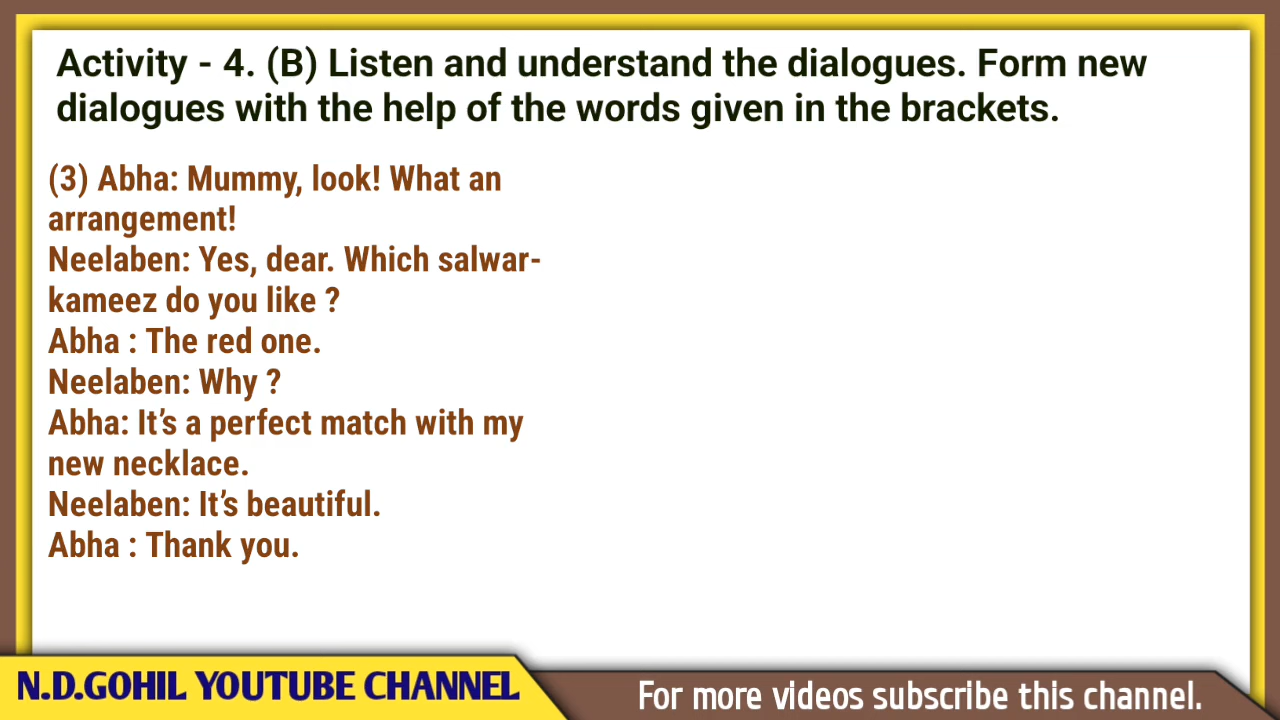 Activity - 4. (B) Listen and understand the dialogues. Form new
dialogues with the help of the words given in the brackets.
(3) Abha: Mummy, look! What an
arrangement!
Neelaben: Yes, dear. Which salwar-
kameez do you like ?
Abha : The red one.
Neelaben: Why ?
Abha: It’s a perfect match with my
new necklace.
Neelaben: It’s beautiful.
Abha : Thank you.
N.D.GOHIL YOUTUBE CHANNEL
For more videos subscribe this channel.